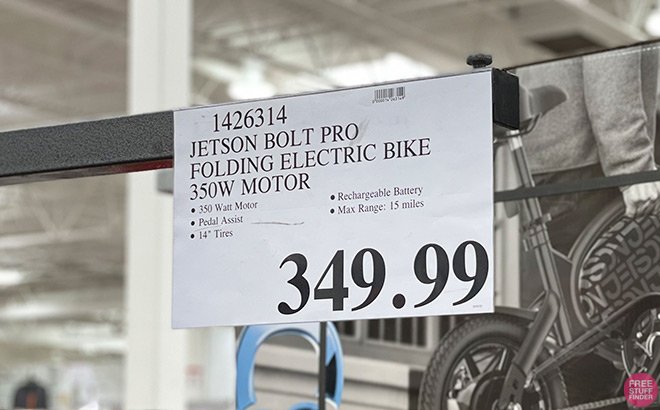 1426314
JETSON BOLT PRO
FOLDING ELECTRIC BIKE
350W MOTOR
• 350 Watt Motor
• Pedal Assist
• 14" Tires
• Rechargeable Battery
• Max Range: 15 miles
349.99
JETSON
FREE
STUFF
FINDER